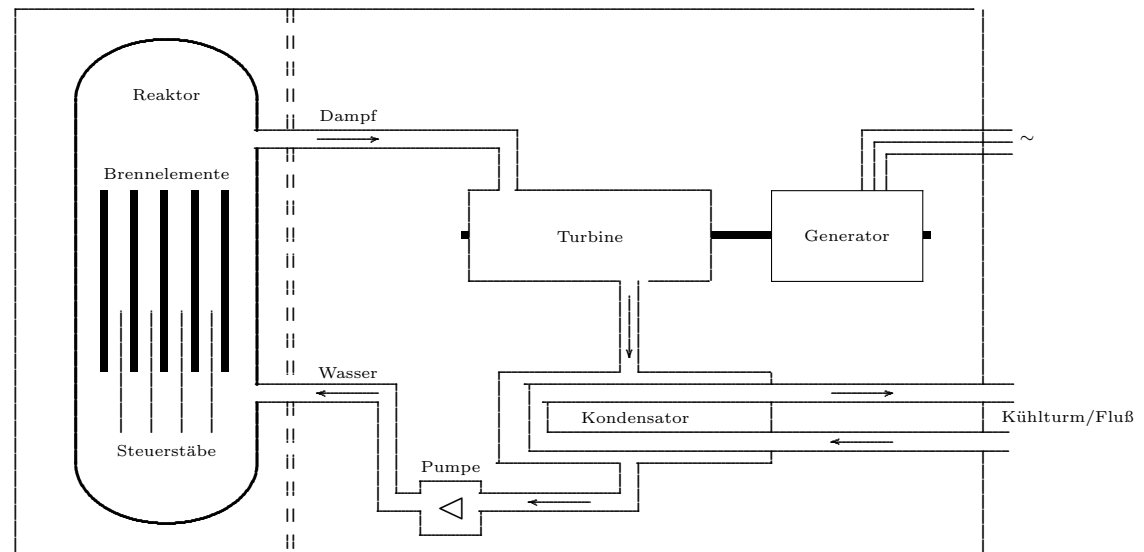 Reaktor
Dampf
∼
Brennelemente
Turbine
Generator
Wasser
Kondensator
Kühlturm/Fluß
Steuerstäbe
Pumpe